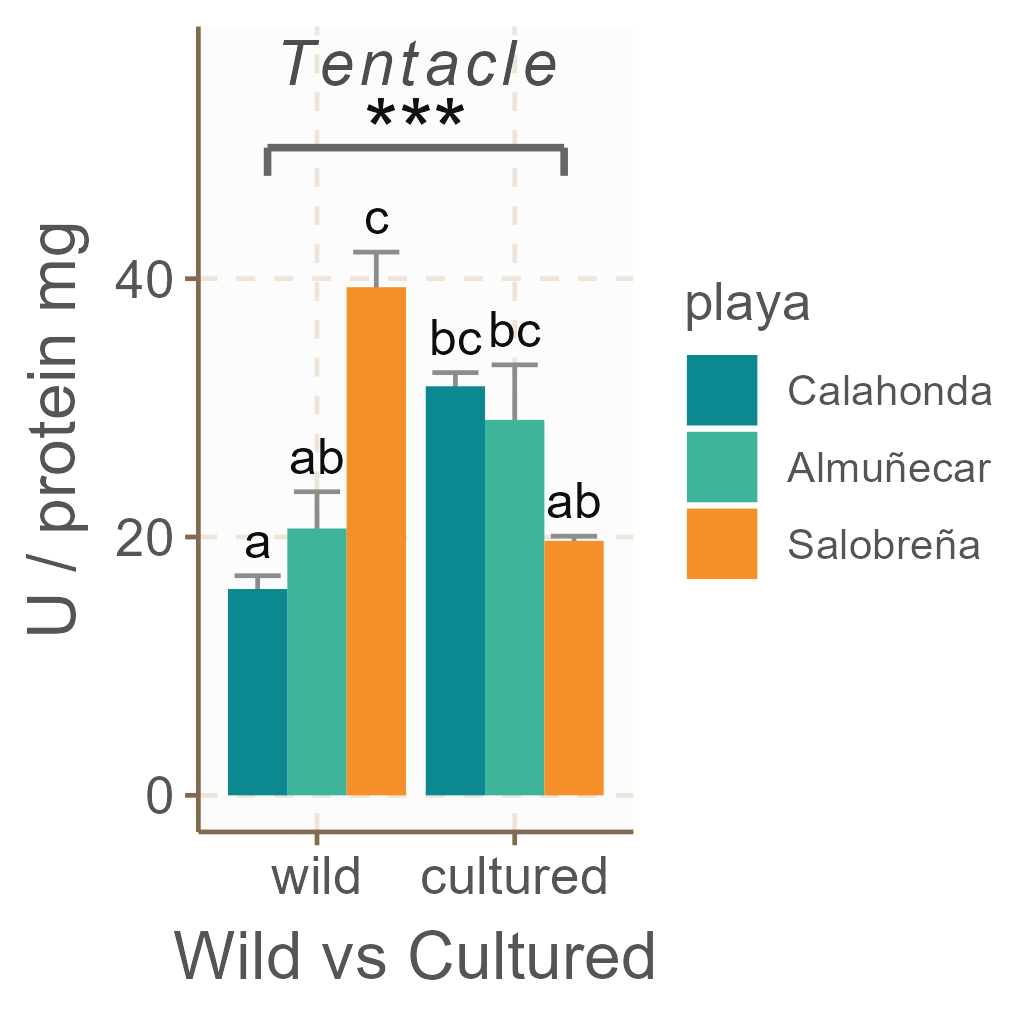 Tentacle
***
c
bc
bc
ab
ab
a
40
20
0
U / protein mg
wild
cultured
Wild vs Cultured
playa
Calahonda
Almuñecar
Salobreña